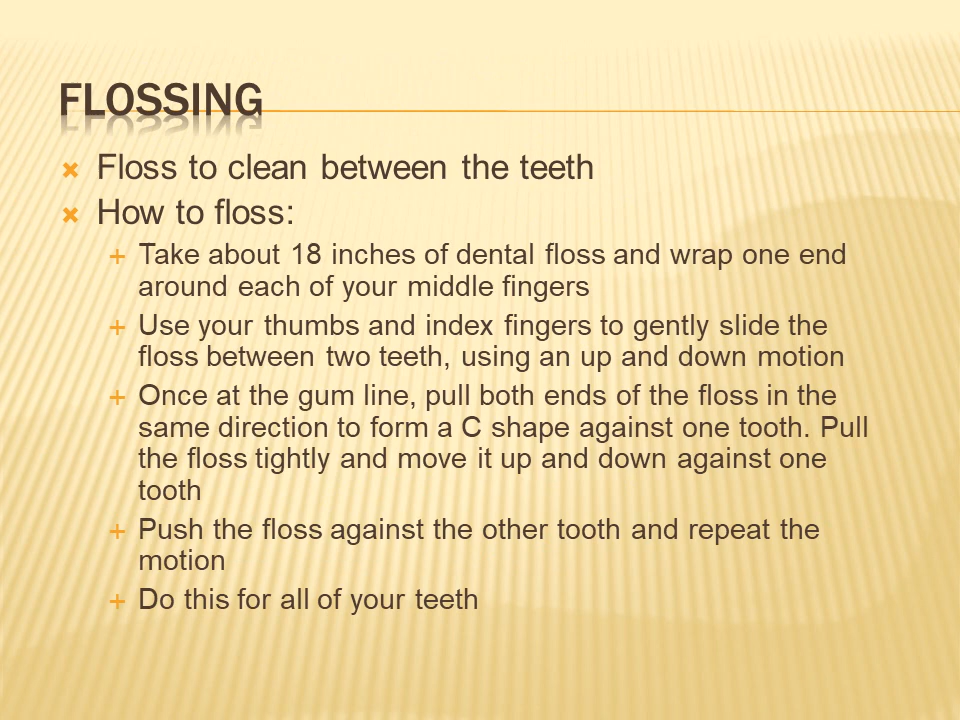 FLOSSING
Floss to clean between the teeth
How to floss:
Take about 18 inches of dental floss and wrap one end
around each of your middle fingers
Use your thumbs and index fingers to gently slide the
floss between two teeth, using an up and down motion
Once at the gum line, pull both ends of the floss in the
same direction to form a C shape against one tooth. Pull
the floss tightly and move it up and down against one
tooth
Push the floss against the other tooth and repeat the
motion
Do this for all of your teeth